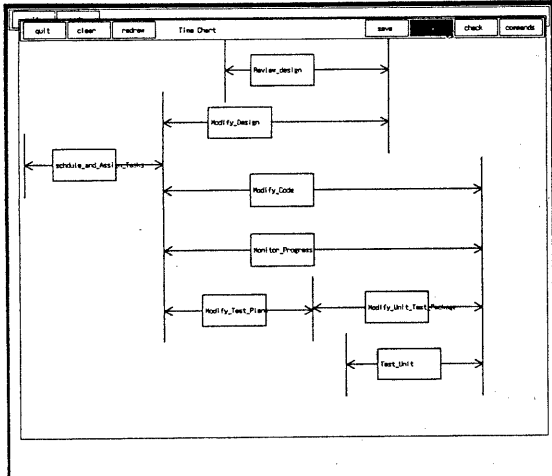 quit clear redraw Time Chart save check commands
Review_design
Modify_Design
schdule_and_Assign_Tasks
Modify_Code
Monitor_Progress
Modify_Test_Plan Modify_Unit_Test_Package
Test_Unit